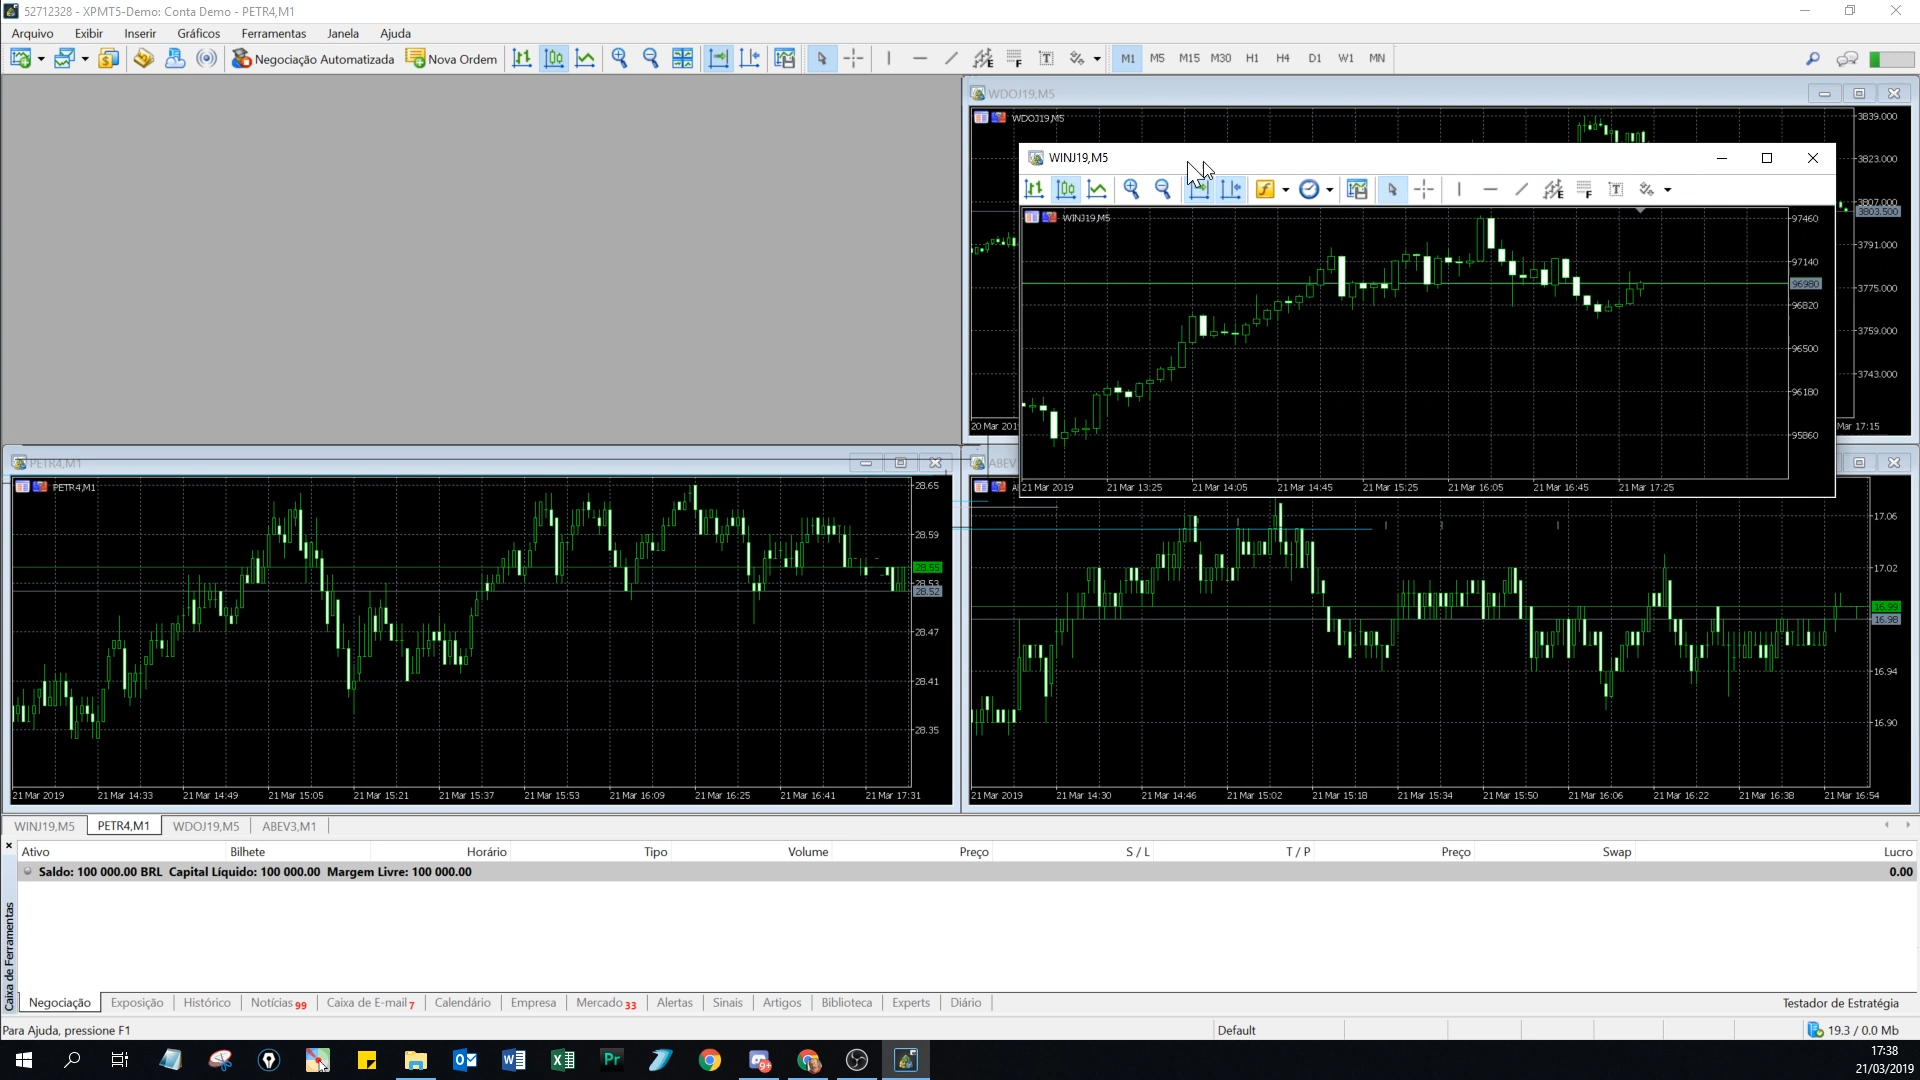 52712328 - XPMT5-Demo: Conta Demo - PETR4,M1
Arquivo Exibir Inserir Gráficos Ferramentas Janela Ajuda
Negociação Automatizada Nova Ordem M1 M5 M15 M30 H1 H4 D1 W1 MN
WDOJ19,M5
WDOJ19,M5
3839.000
3823.000
3807.000
3803.500
3791.000
3775.000
3759.000
3743.000
20 Mar 201
Mar 17:15
WINJ19,M5
WINJ19,M5
97460
97140
96980
96820
96500
96180
95860
21 Mar 2019 21 Mar 13:25 21 Mar 14:05 21 Mar 14:45 21 Mar 15:25 21 Mar 16:05 21 Mar 16:45 21 Mar 17:25
PETR4,M1
PETR4,M1
28.65
28.59
28.55
28.53
28.52
28.47
28.41
28.35
21 Mar 2019 21 Mar 14:33 21 Mar 14:49 21 Mar 15:05 21 Mar 15:21 21 Mar 15:37 21 Mar 15:53 21 Mar 16:09 21 Mar 16:25 21 Mar 16:41 21 Mar 17:31
ABEV
17.06
17.02
16.99
16.98
16.94
16.90
21 Mar 2019 21 Mar 14:30 21 Mar 14:46 21 Mar 15:02 21 Mar 15:18 21 Mar 15:34 21 Mar 15:50 21 Mar 16:06 21 Mar 16:22 21 Mar 16:38 21 Mar 16:54
WINJ19,M5 PETR4,M1 WDOJ19,M5 ABEV3,M1
Ativo Bilhete Horário Tipo Volume Preço S / L T / P Preço Swap Lucro
Saldo: 100 000.00 BRL Capital Líquido: 100 000.00 Margem Livre: 100 000.00 0.00
Caixa de Ferramentas
Negociação Exposição Histórico Notícias 99 Caixa de E-mail 7 Calendário Empresa Mercado 33 Alertas Sinais Artigos Biblioteca Experts Diário Testador de Estratégia
Para Ajuda, pressione F1 Default 19.3 / 0.0 Mb
17:38
21/03/2019